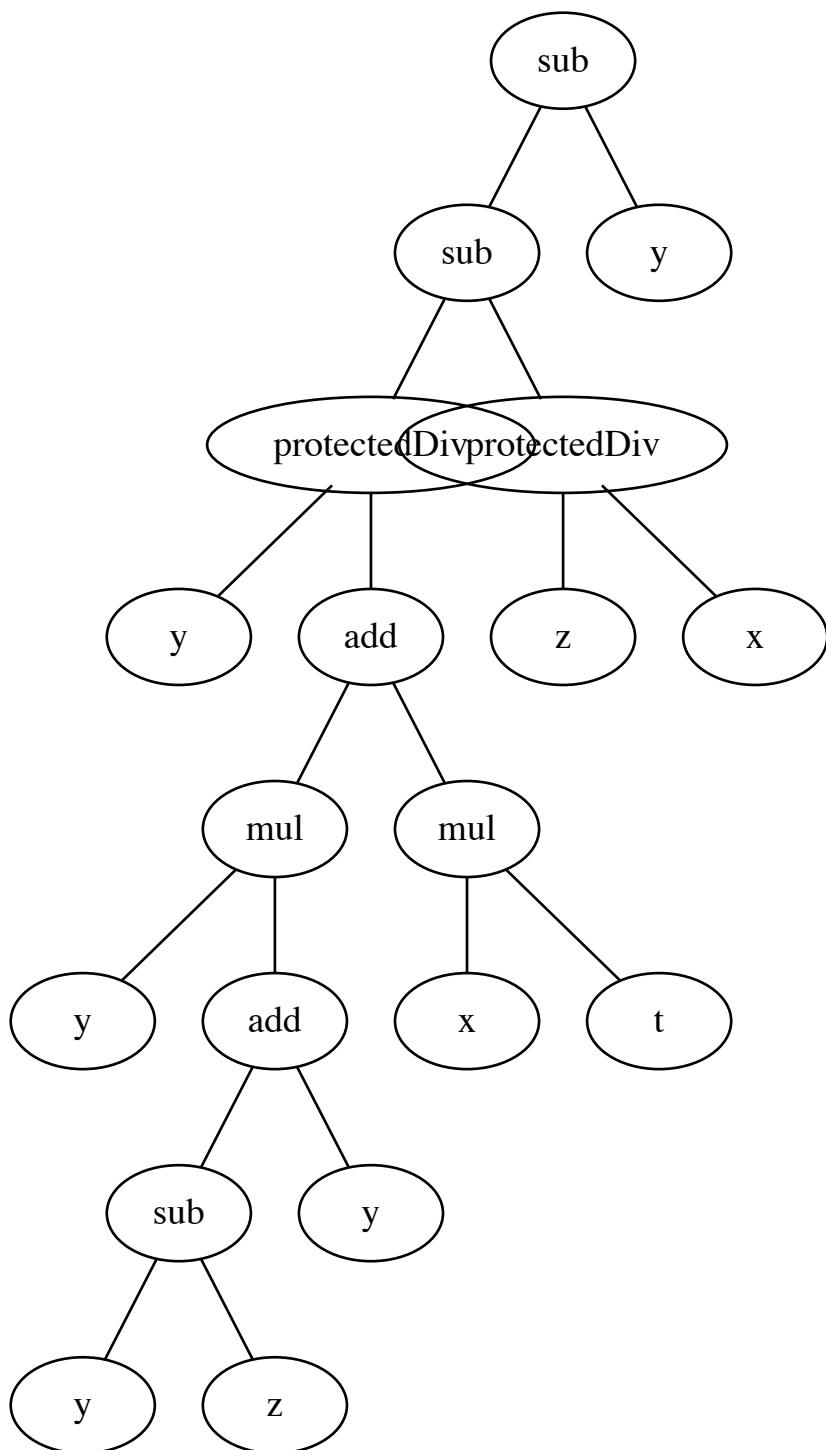 sub
sub y
protectedDiv protectedDiv
y add z x
mul mul
y add x t
sub y
y z